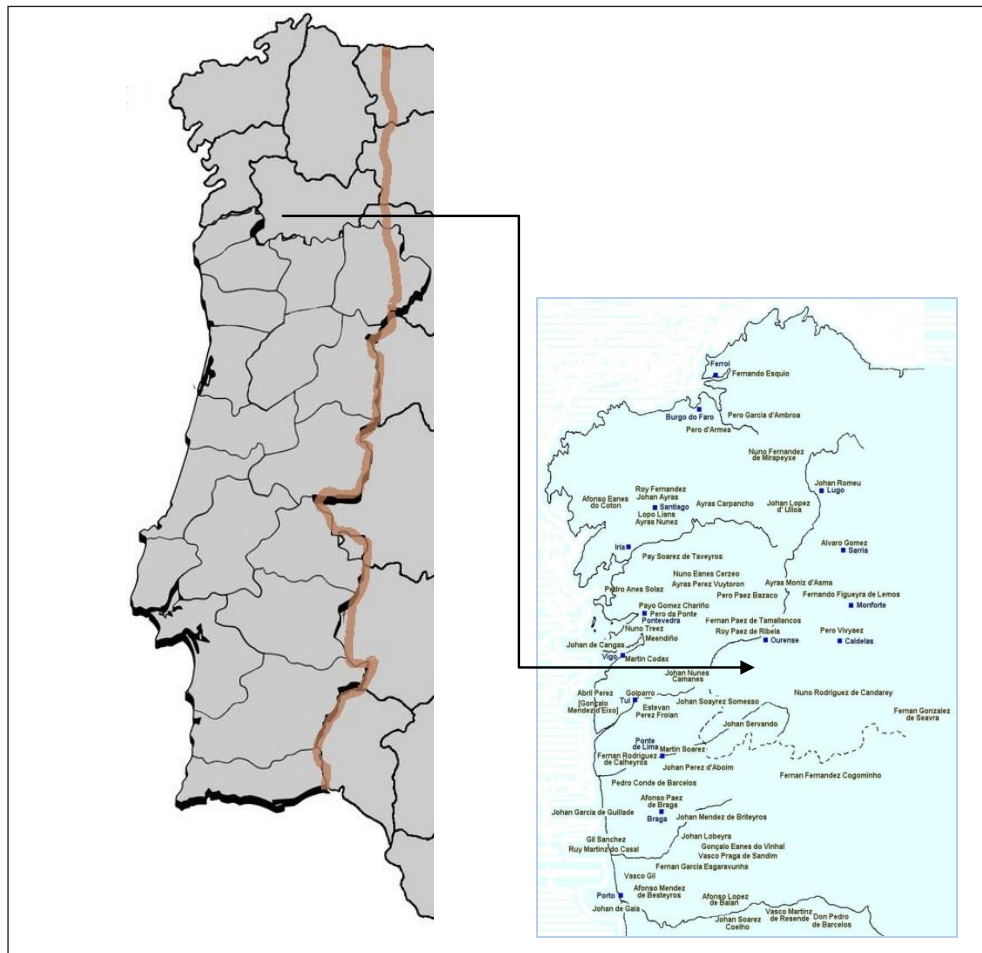 Ferrol
Fernando Esquio
Burgo do Faro
Pero Garcia d'Ambroa
Pero d'Armea
Nuno Fernandez
de Mirapeyxe
Johan Romeu
Lugo
Roy Fernandez
Afonso Eanes
do Coton
Johan Ayras
Santiago
Lopo Lians
Ayras Nunez
Ayras Carpancho
Johan Lopez
d' Ulloa
Iria
Alvaro Gomez
Sarria
Pay Soarez de Taveyros
Nuno Eanes Cerzeo
Ayras Perez Vuytoron
Ayras Moniz d'Asma
Pedro Anes Solaz
Pero Paez Bazaco
Fernando Figueyra de Lemos
Monforte
Payo Gomez Chariño
Pero da Ponte
Pontevedra
Fernan Paez de Tamallancos
Nuno Treez
Roy Paez de Ribela
Pero Vivyaez
Meendiño
Ourense
Caldelas
Johan de Cangas
Vigo
Martin Codax
Johan Nunes
Camanes
Abril Perez
[Gonçalo
Mendez d'Eixo]
Golparro
Tui
Estevan
Perez Froian
Johan Soayrez Somesso
Nuno Rodriguez de Candarey
Fernan Gonzalez
de Seavra
Johan Servando
Ponte
de Lima
Martin Soarez
Fernan Rodriguez
de Calheyros
Johan Perez d'Aboim
Fernan Fernandez Cogominho
Pedro Conde de Barcelos
Afonso Paez
de Braga
Johan Garcia de Guillade
Braga
Johan Mendez de Briteyros
Gil Sanchez
Johan Lobeyra
Ruy Martinz do Casal
Gonçalo Eanes do Vinhal
Vasco Praga de Sandim
Fernan Garcia Esgaravunha
Vasco Gil
Porto
Afonso Mendez
de Besteyros
Afonso Lopez
de Baian
Johan de Gaia
Johan Soarez
Coelho
Vasco Martinz
de Resende
Don Pedro
de Barcelos